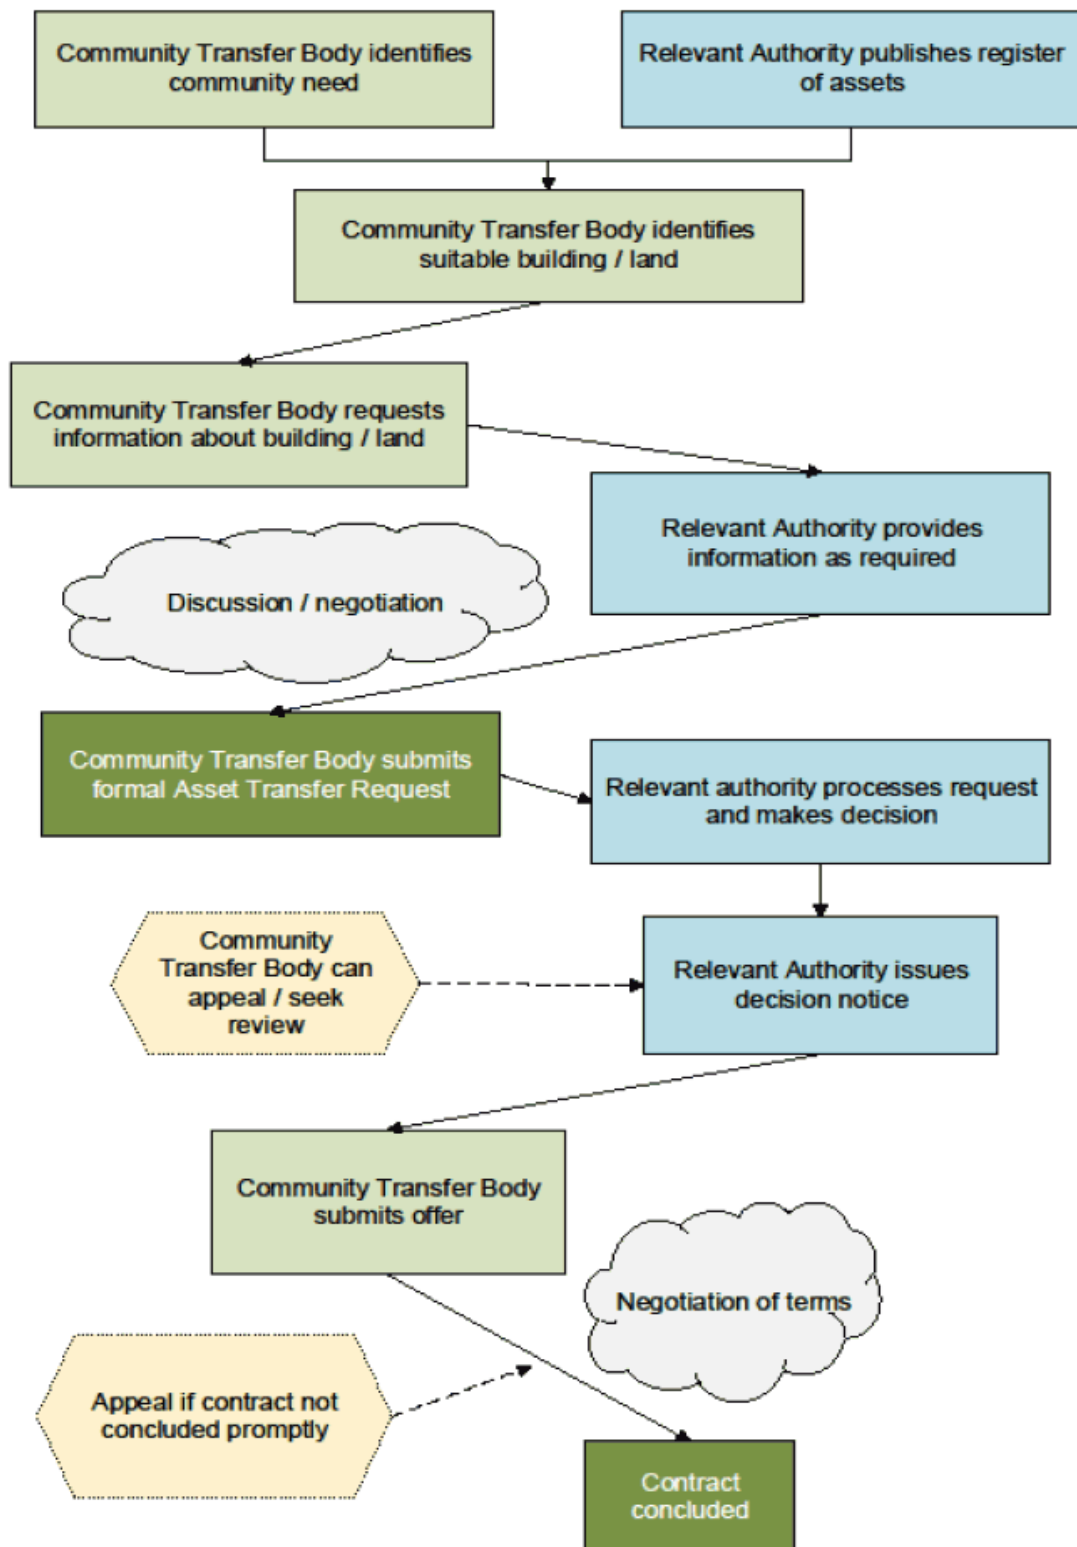 Community Transfer Body identifies
community need
Relevant Authority publishes register
of assets
Community Transfer Body identifies
suitable building / land
Community Transfer Body requests
information about building / land
Relevant Authority provides
information as required
Discussion / negotiation
Community Transfer Body submits
formal Asset Transfer Request
Relevant authority processes request
and makes decision
Community
Transfer Body can
appeal / seek
review
Relevant Authority issues
decision notice
Community Transfer Body
submits offer
Negotiation of terms
Appeal if contract not
concluded promptly
Contract
concluded